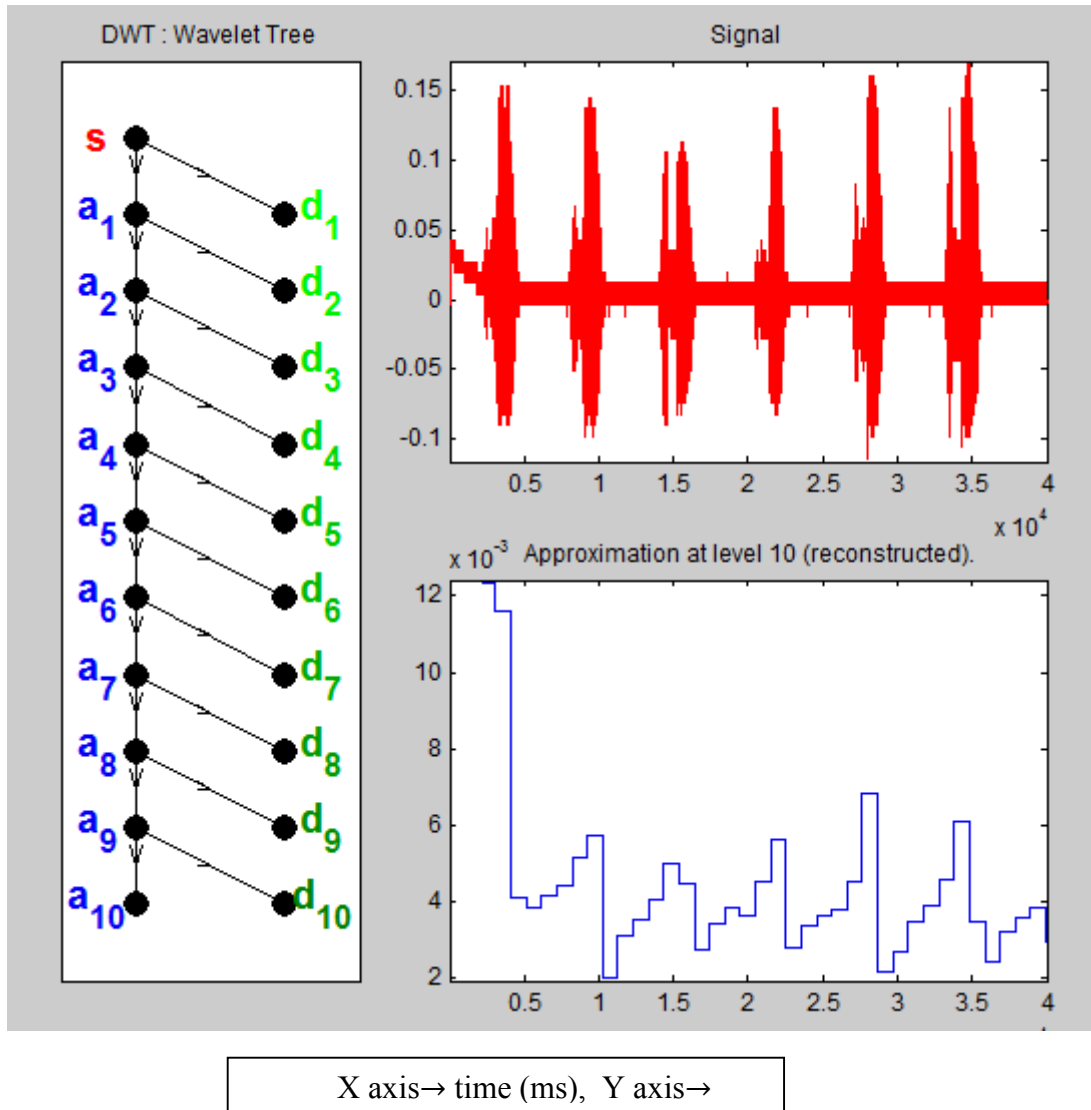 DWT : Wavelet Tree
s
a1 d1
a2 d2
a3 d3
a4 d4
a5 d5
a6 d6
a7 d7
a8 d8
a9 d9
a10 d10
Signal
0.15
0.1
0.05
0
-0.05
-0.1
0.5 1 1.5 2 2.5 3 3.5 4
x 10^4
x 10^-3 Approximation at level 10 (reconstructed).
12
10
8
6
4
2
0.5 1 1.5 2 2.5 3 3.5 4
X axis→ time (ms), Y axis→